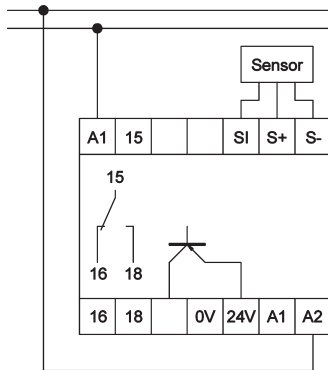 Sensor
A1 15 SI S+ S-
15
16 18
16 18 0V 24V A1 A2